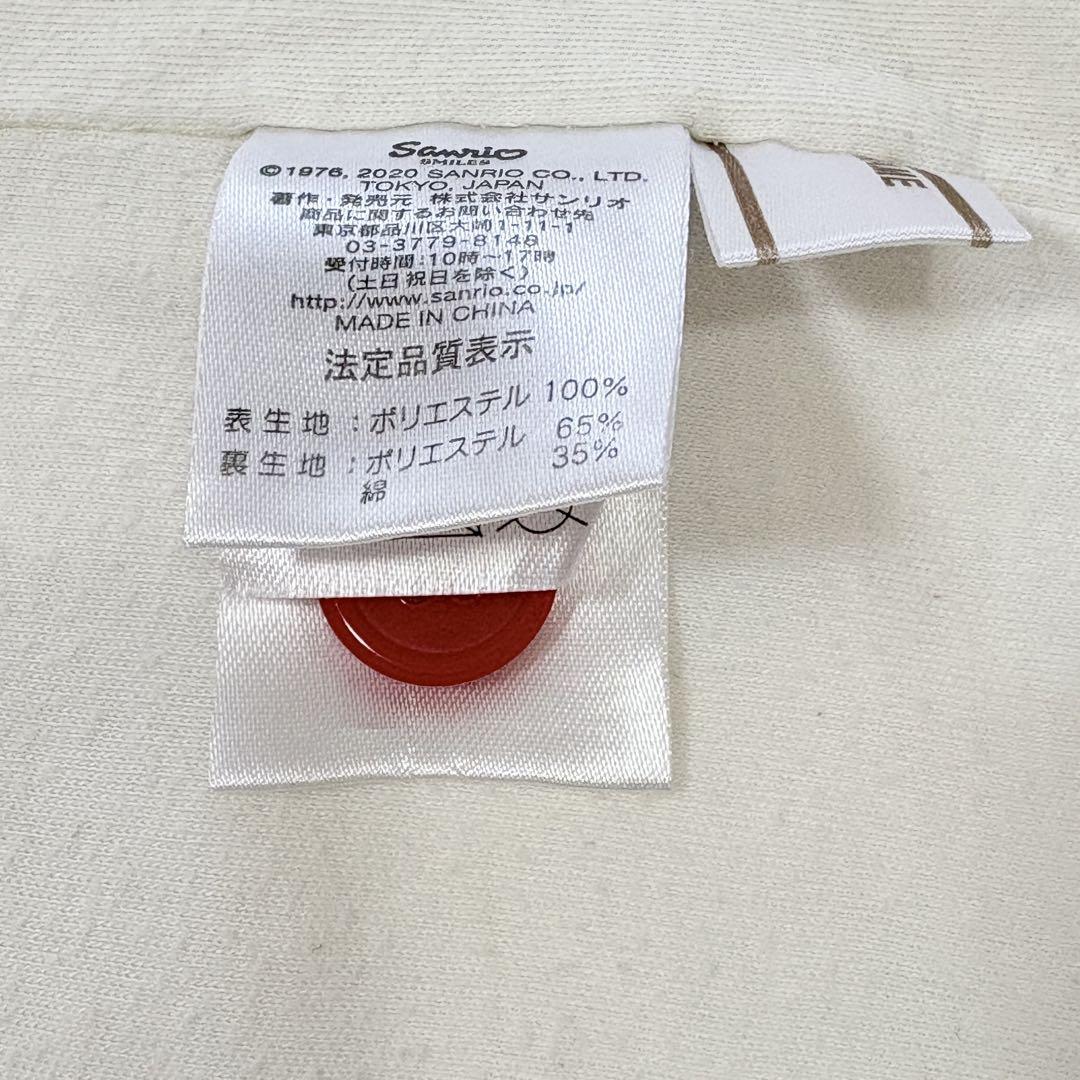 Sanrio
SMILES
©1976, 2020 SANRIO CO., LTD.
TOKYO, JAPAN
著作・発売元 株式会社サンリオ
商品に関するお問い合わせ先
東京都品川区大崎1-11-1
03-3779-8148
受付時間:10時〜17時
(土日祝日を除く)
http://www.sanrio.co.jp/
MADE IN CHINA
法定品質表示
表生地:ポリエステル 100%
裏生地:ポリエステル 65%
綿 35%